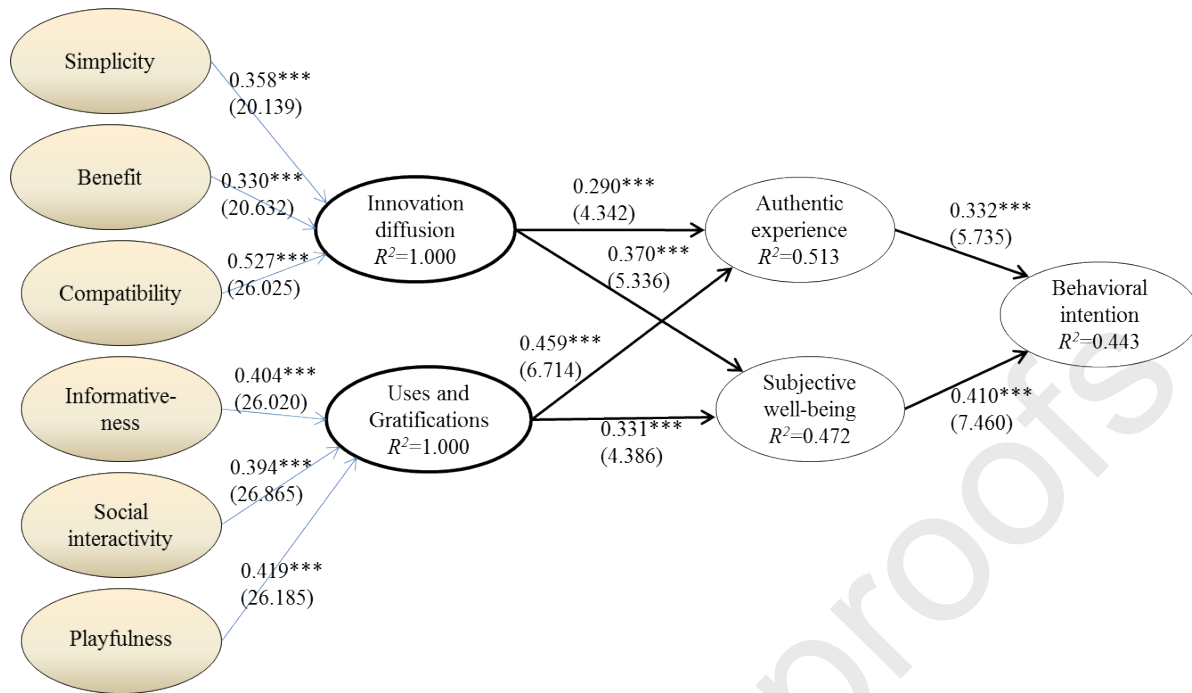 Simplicity
0.358***
(20.139)
Benefit
0.330***
(20.632)
Compatibility
0.527***
(26.025)
Informative-
ness
0.404***
(26.020)
Social
interactivity
0.394***
(26.865)
Playfulness
0.419***
(26.185)
Innovation
diffusion
R²=1.000
Uses and
Gratifications
R²=1.000
0.290***
(4.342)
0.370***
(5.336)
0.459***
(6.714)
0.331***
(4.386)
Authentic
experience
R²=0.513
Subjective
well-being
R²=0.472
0.332***
(5.735)
0.410***
(7.460)
Behavioral
intention
R²=0.443
proofs